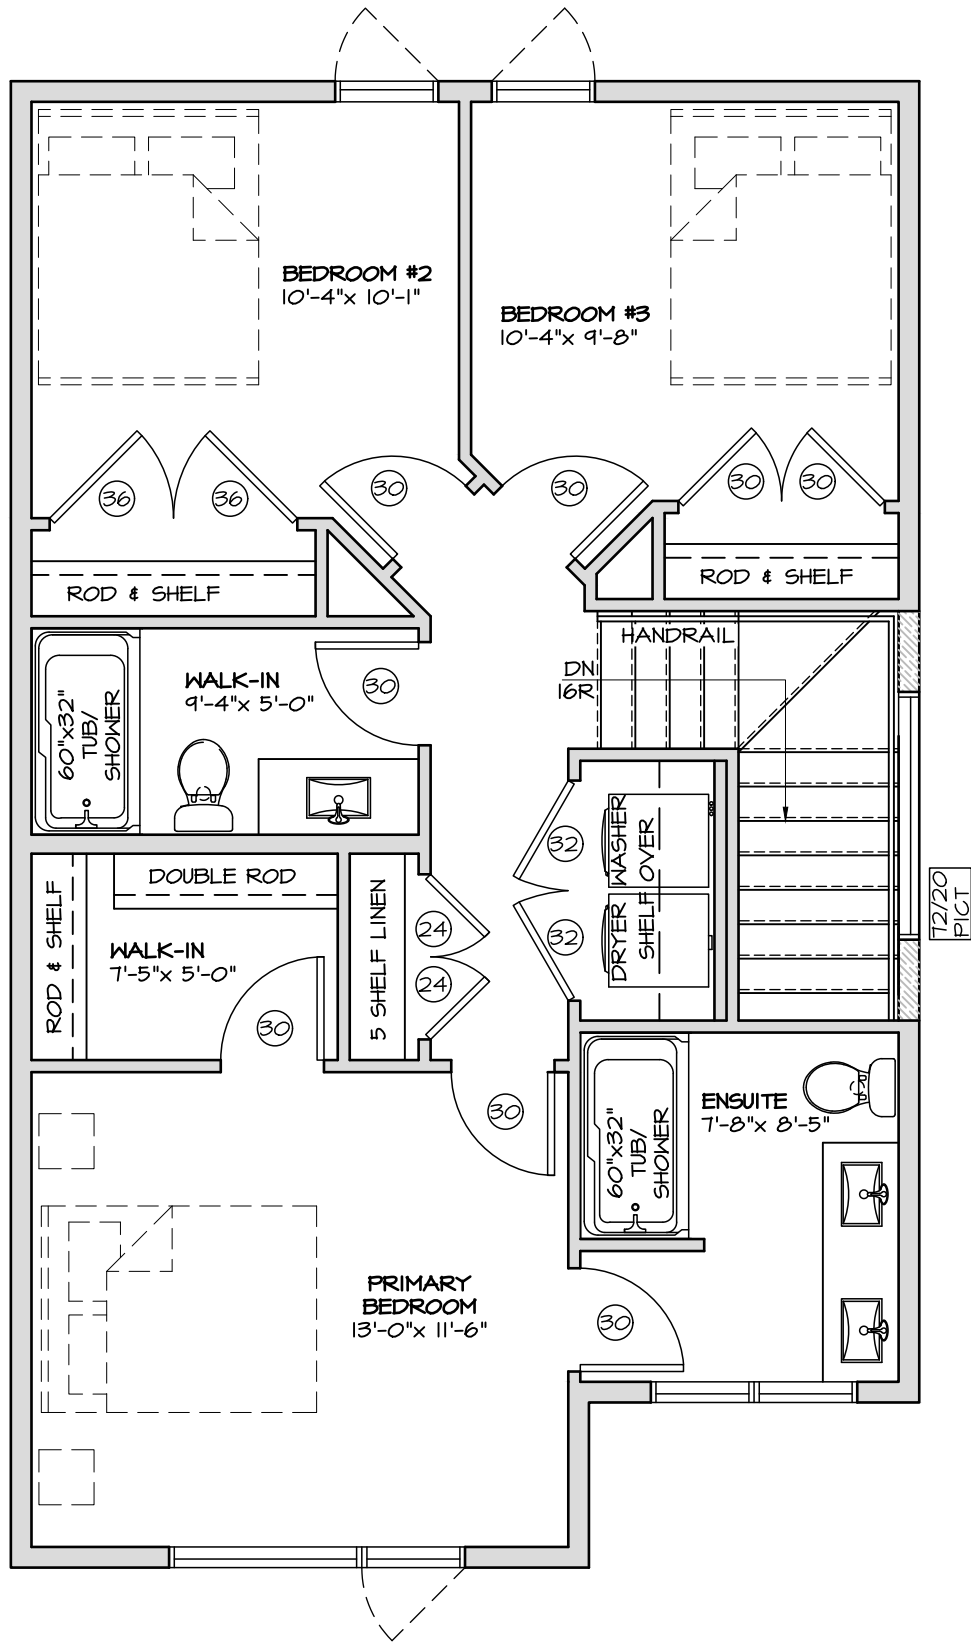 BEDROOM #2
10'-4"x 10'-1"
BEDROOM #3
10'-4"x 9'-8"
36
36
30
30
30
30
ROD & SHELF
ROD & SHELF
HANDRAIL
DN
16R
WALK-IN
9'-4"x 5'-0"
30
60"x32"
TUB/
SHOWER
32
32
WASHER
DRYER
SHELF OVER
72/20
PICT
DOUBLE ROD
ROD & SHELF
WALK-IN
7'-5"x 5'-0"
30
5 SHELF LINEN
24
24
30
ENSUITE
7'-8"x 8'-5"
60"x32"
TUB/
SHOWER
PRIMARY
BEDROOM
13'-0"x 11'-6"
30